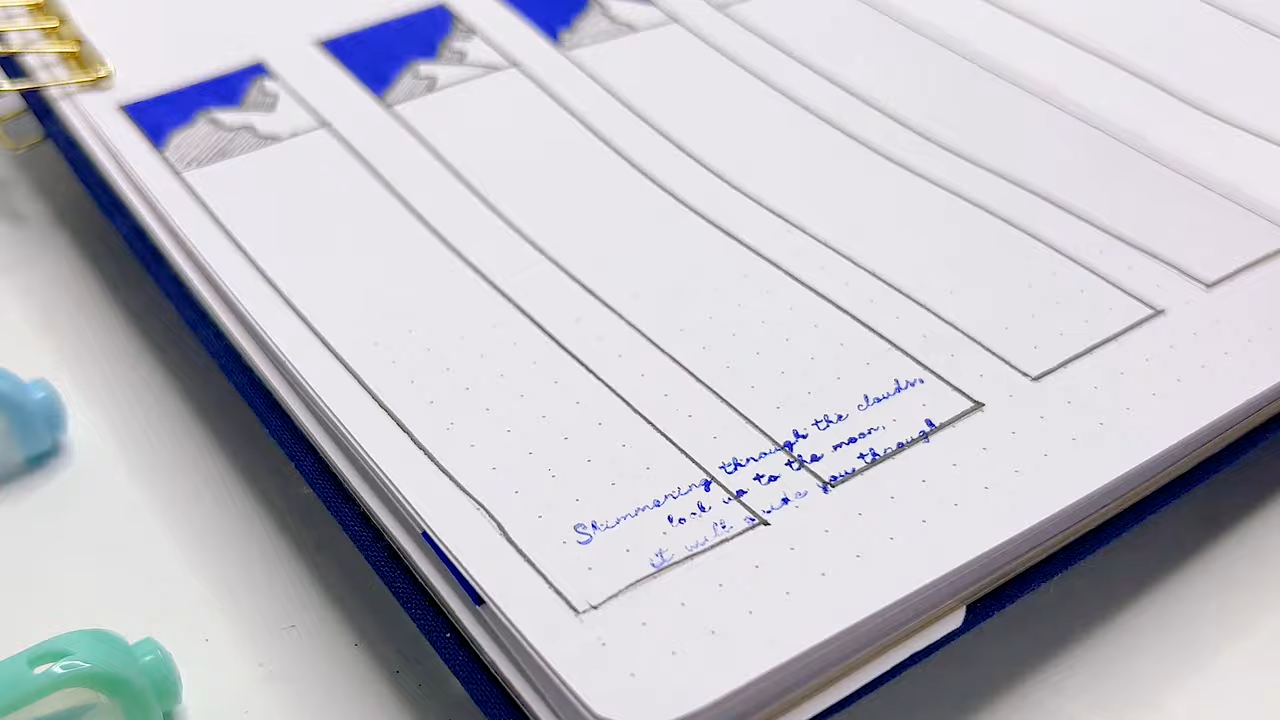 Shimmering through the clouds,
look up to the moon,
it will guide you through